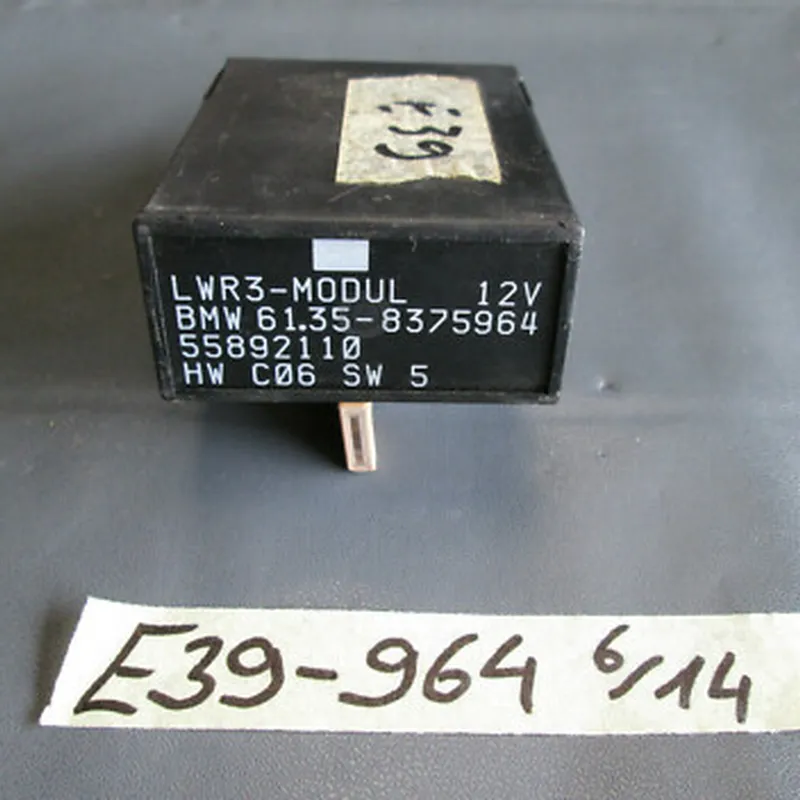 E39
LWR3-MODUL 12V
BMW 61.35-8375964
55892110
HW C06 SW 5
E39-964 6/14